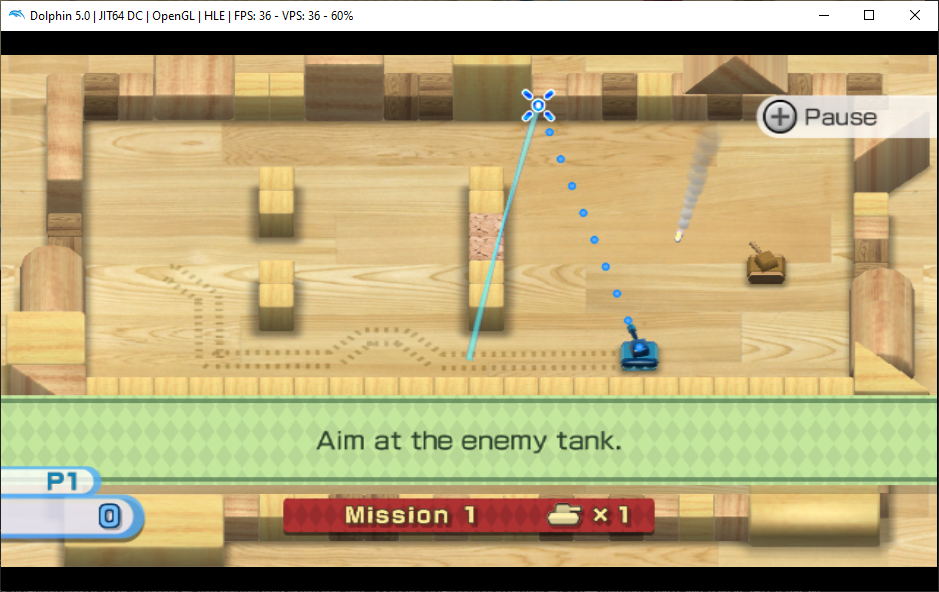 Dolphin 5.0 | JIT64 DC | OpenGL | HLE | FPS: 36 - VPS: 36 - 60%
Pause
Aim at the enemy tank.
P1
0
Mission 1 × 1